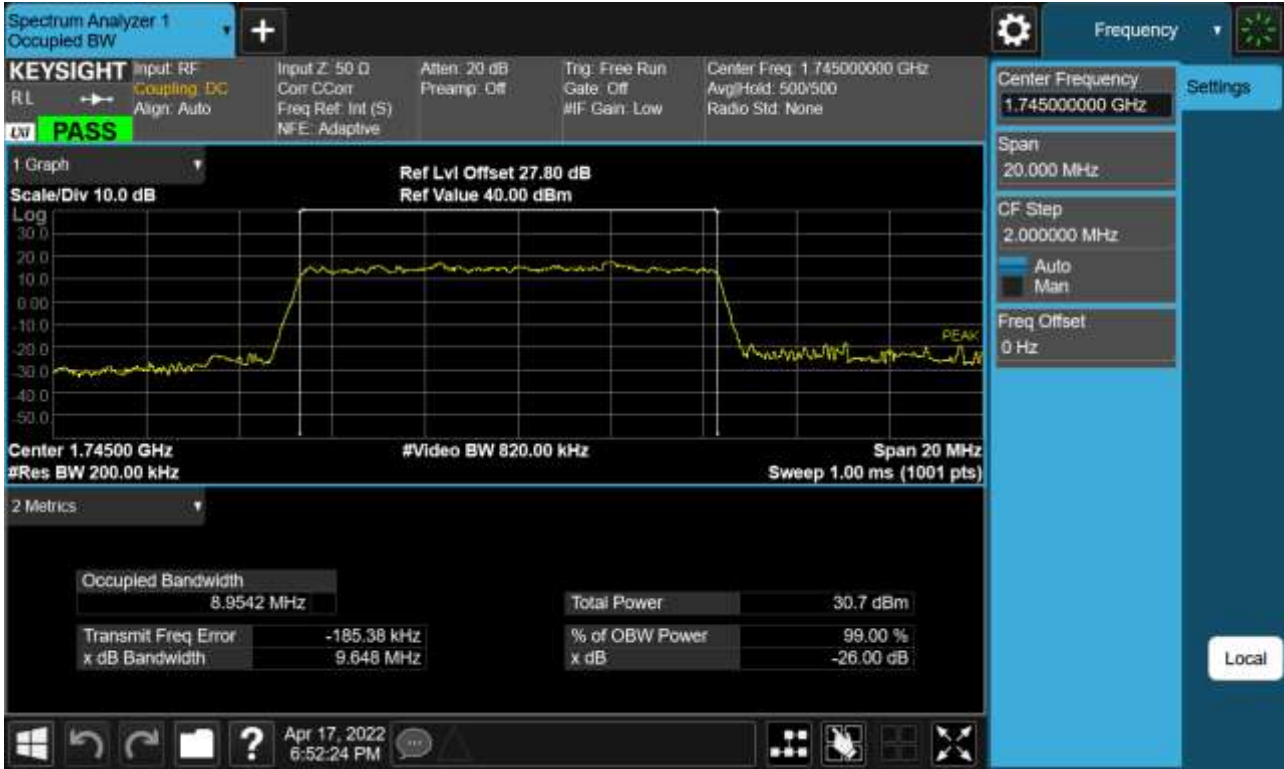 Spectrum Analyzer 1
Occupied BW
+
Frequency
KEYSIGHT
RL
LXI
PASS
Input: RF
Coupling: DC
Align: Auto
Input Z: 50 Ω
Corr CCorr
Freq Ref: Int (S)
NFE: Adaptive
Atten: 20 dB
Preamp: Off
Trig: Free Run
Gate: Off
#IF Gain: Low
Center Freq: 1.745000000 GHz
Avg|Hold: 500/500
Radio Std: None
Center Frequency
1.745000000 GHz
Settings
Span
20.000 MHz
CF Step
2.000000 MHz
Auto
Man
Freq Offset
0 Hz
Local
1 Graph
Scale/Div 10.0 dB
Ref Lvl Offset 27.80 dB
Ref Value 40.00 dBm
Log
30.0
20.0
10.0
0.00
-10.0
-20.0
-30.0
-40.0
-50.0
PEAK
Center 1.74500 GHz
#Video BW 820.00 kHz
Span 20 MHz
#Res BW 200.00 kHz
Sweep 1.00 ms (1001 pts)
2 Metrics
Occupied Bandwidth
8.9542 MHz
Total Power 30.7 dBm
Transmit Freq Error -185.38 kHz
% of OBW Power 99.00 %
x dB Bandwidth 9.648 MHz
x dB -26.00 dB
?
Apr 17, 2022
6:52:24 PM